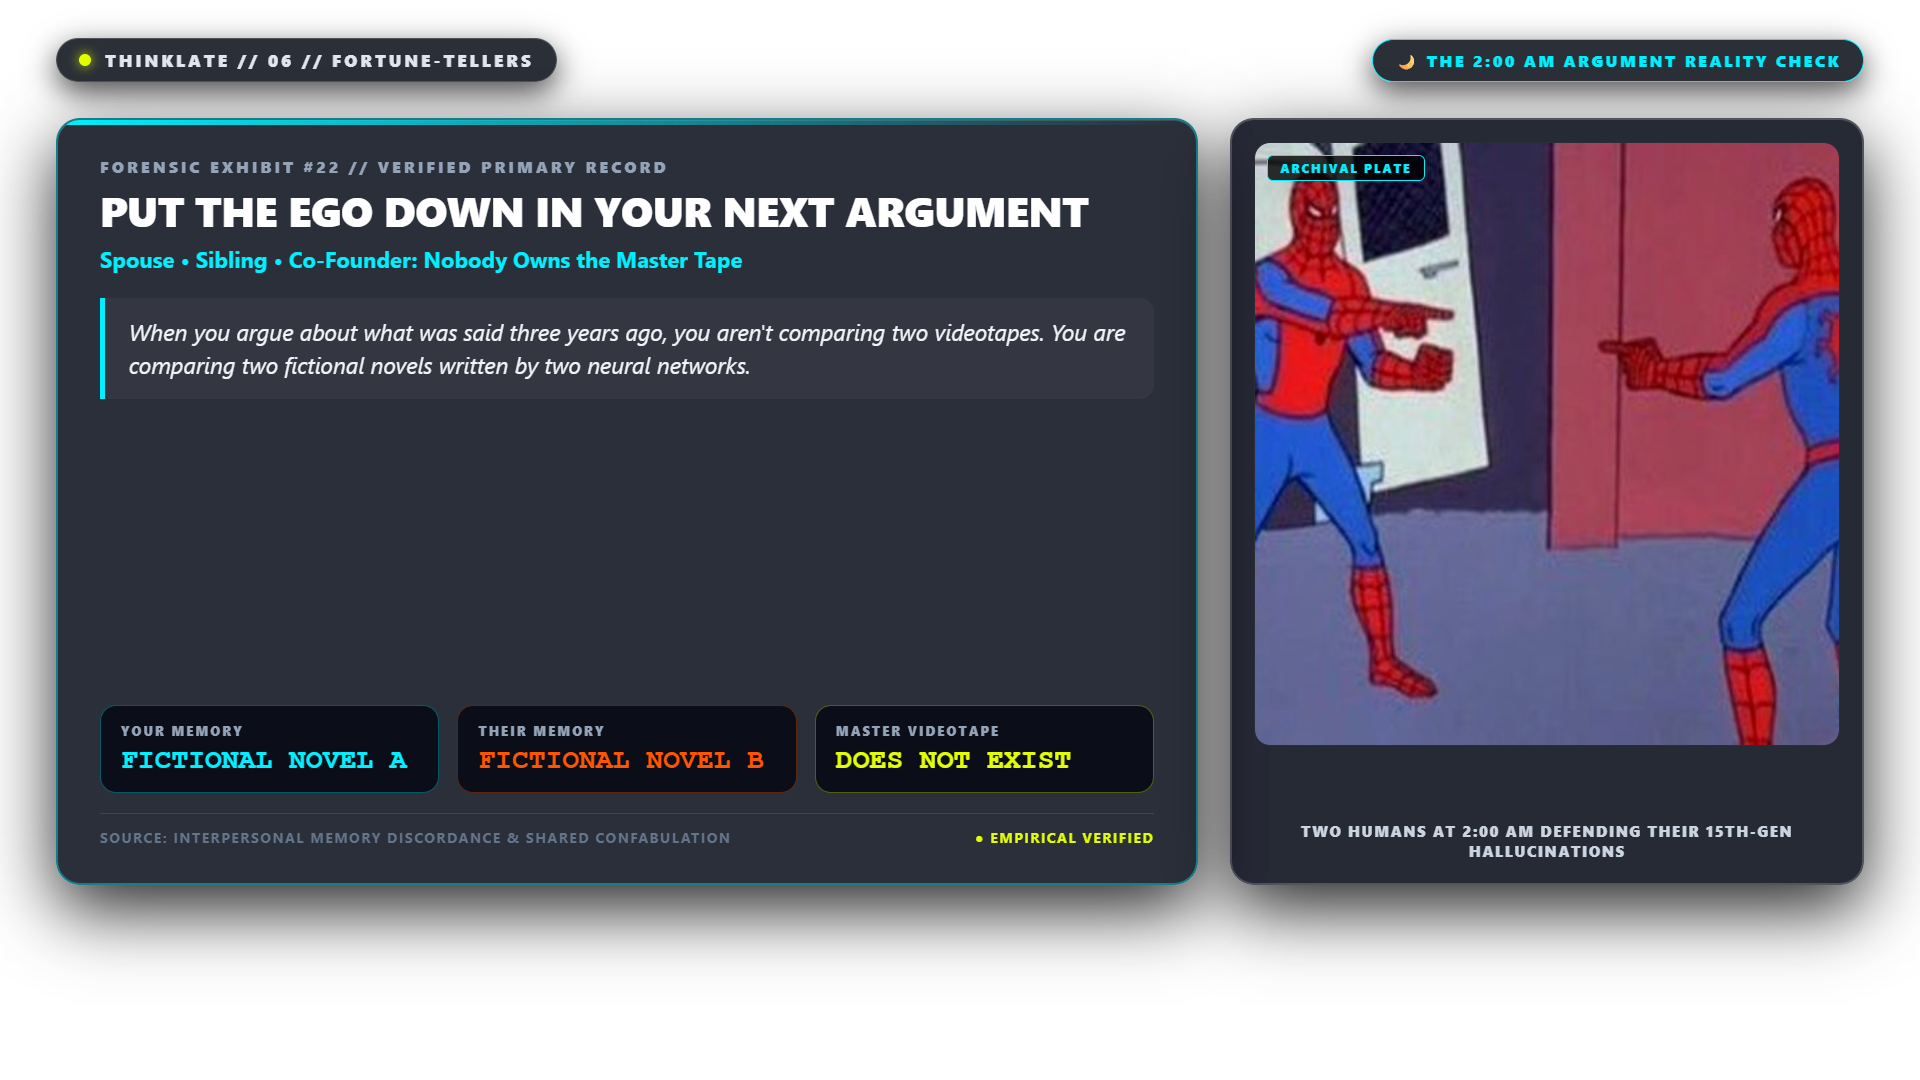 THINKLATE // 06 // FORTUNE-TELLERS
🌙 THE 2:00 AM ARGUMENT REALITY CHECK
FORENSIC EXHIBIT #22 // VERIFIED PRIMARY RECORD
PUT THE EGO DOWN IN YOUR NEXT ARGUMENT
Spouse • Sibling • Co-Founder: Nobody Owns the Master Tape
When you argue about what was said three years ago, you aren't comparing two videotapes. You are
comparing two fictional novels written by two neural networks.
YOUR MEMORY
FICTIONAL NOVEL A
THEIR MEMORY
FICTIONAL NOVEL B
MASTER VIDEOTAPE
DOES NOT EXIST
SOURCE: INTERPERSONAL MEMORY DISCORDANCE & SHARED CONFABULATION
● EMPIRICAL VERIFIED
ARCHIVAL PLATE
TWO HUMANS AT 2:00 AM DEFENDING THEIR 15TH-GEN
HALLUCINATIONS